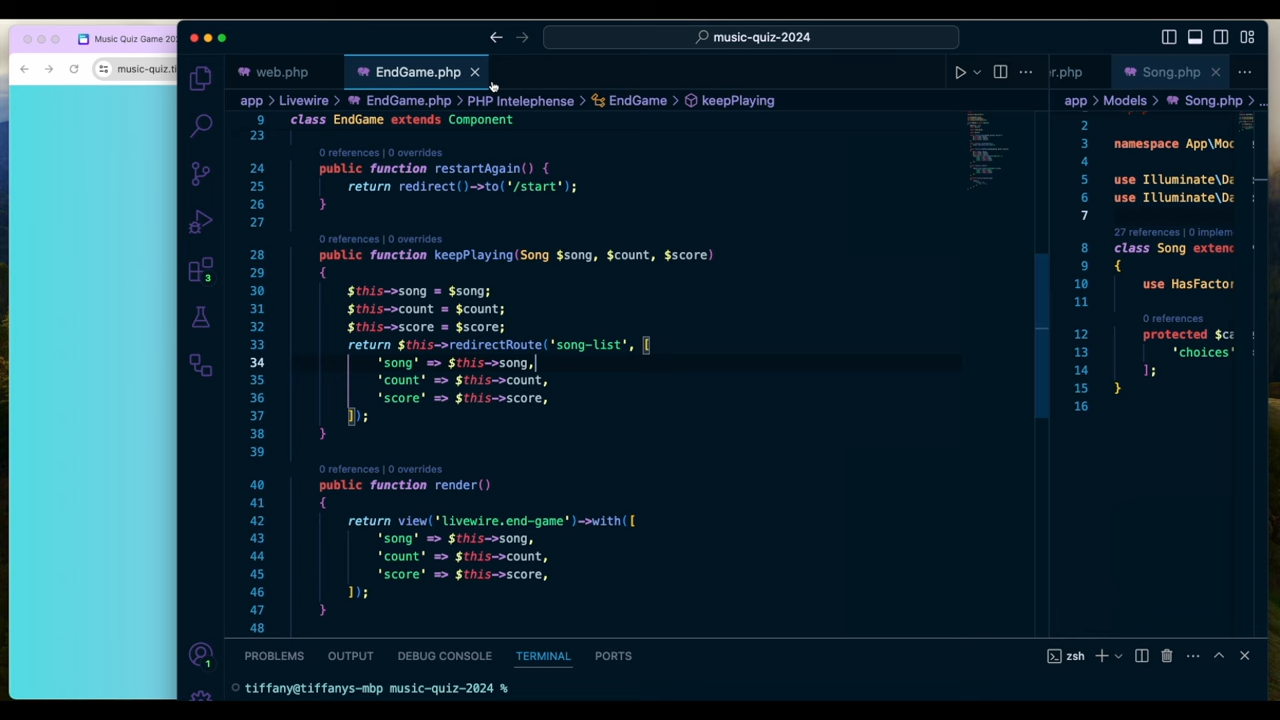 Music Quiz Game 20
music-quiz.ti
music-quiz-2024
web.php
EndGame.php
app > Livewire > EndGame.php > PHP Intelephense > EndGame > keepPlaying
9 class EndGame extends Component
23
0 references | 0 overrides
24 public function restartAgain() {
25 return redirect()->to('/start');
26 }
27
0 references | 0 overrides
28 public function keepPlaying(Song $song, $count, $score)
29 {
30 $this->song = $song;
31 $this->count = $count;
32 $this->score = $score;
33 return $this->redirectRoute('song-list', [
34 'song' => $this->song,
35 'count' => $this->count,
36 'score' => $this->score,
37 ]);
38 }
39
0 references | 0 overrides
40 public function render()
41 {
42 return view('livewire.end-game')->with([
43 'song' => $this->song,
44 'count' => $this->count,
45 'score' => $this->score,
46 ]);
47 }
48
r.php
Song.php
app > Models > Song.php > ...
2
3 namespace App\Mod
4
5 use Illuminate\Da
6 use Illuminate\Da
7
27 references | 0 implem
8 class Song extend
9 {
10 use HasFactor
11
0 references
12 protected $ca
13 'choices'
14 ];
15 }
16
3
1
PROBLEMS
OUTPUT
DEBUG CONSOLE
TERMINAL
PORTS
zsh
tiffany@tiffanys-mbp music-quiz-2024 %